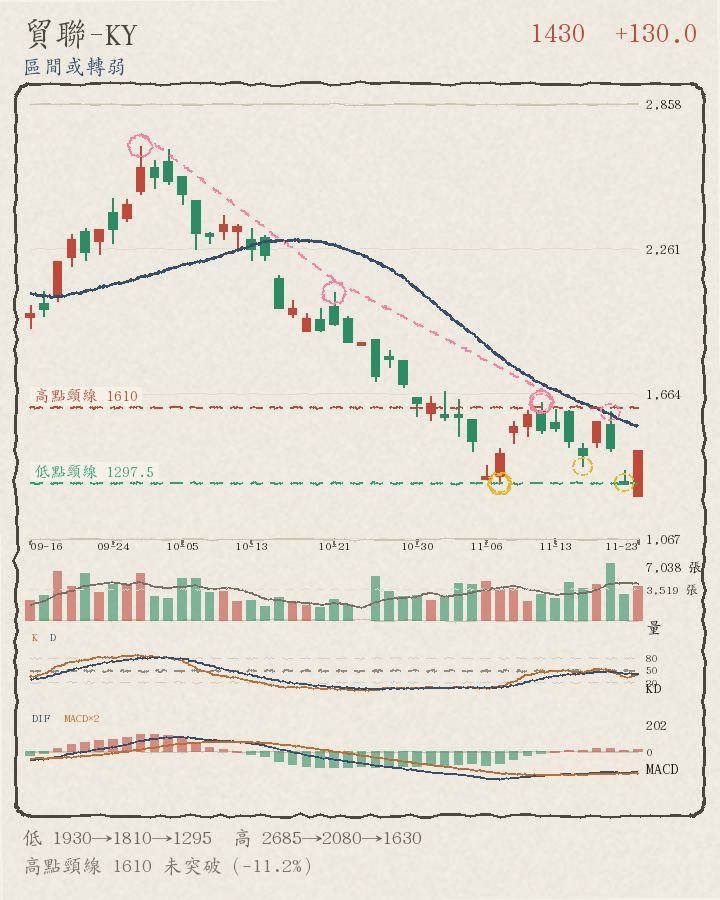 貿聯-KY
1430 +130.0
區間或轉弱
2,858
2,261
1,664
高點頸線 1610
低點頸線 1297.5
1,067
09-16 09-24 10-05 10-13 10-21 10-30 11-06 11-13 11-23
7,038 張
3,519 張
量
K D
80
50
20
KD
DIF MACD×2
202
0
MACD
低 1930→1810→1295 高 2685→2080→1630
高點頸線 1610 未突破 (-11.2%)